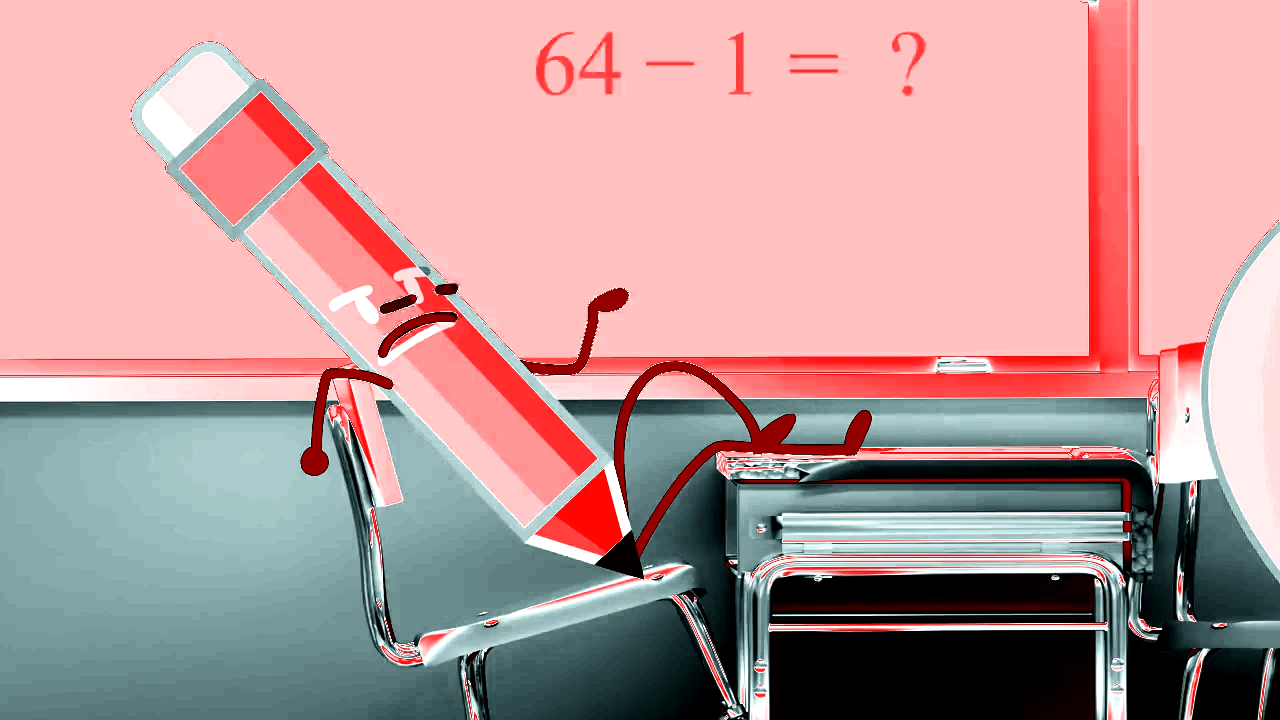 64 − 1 = ?